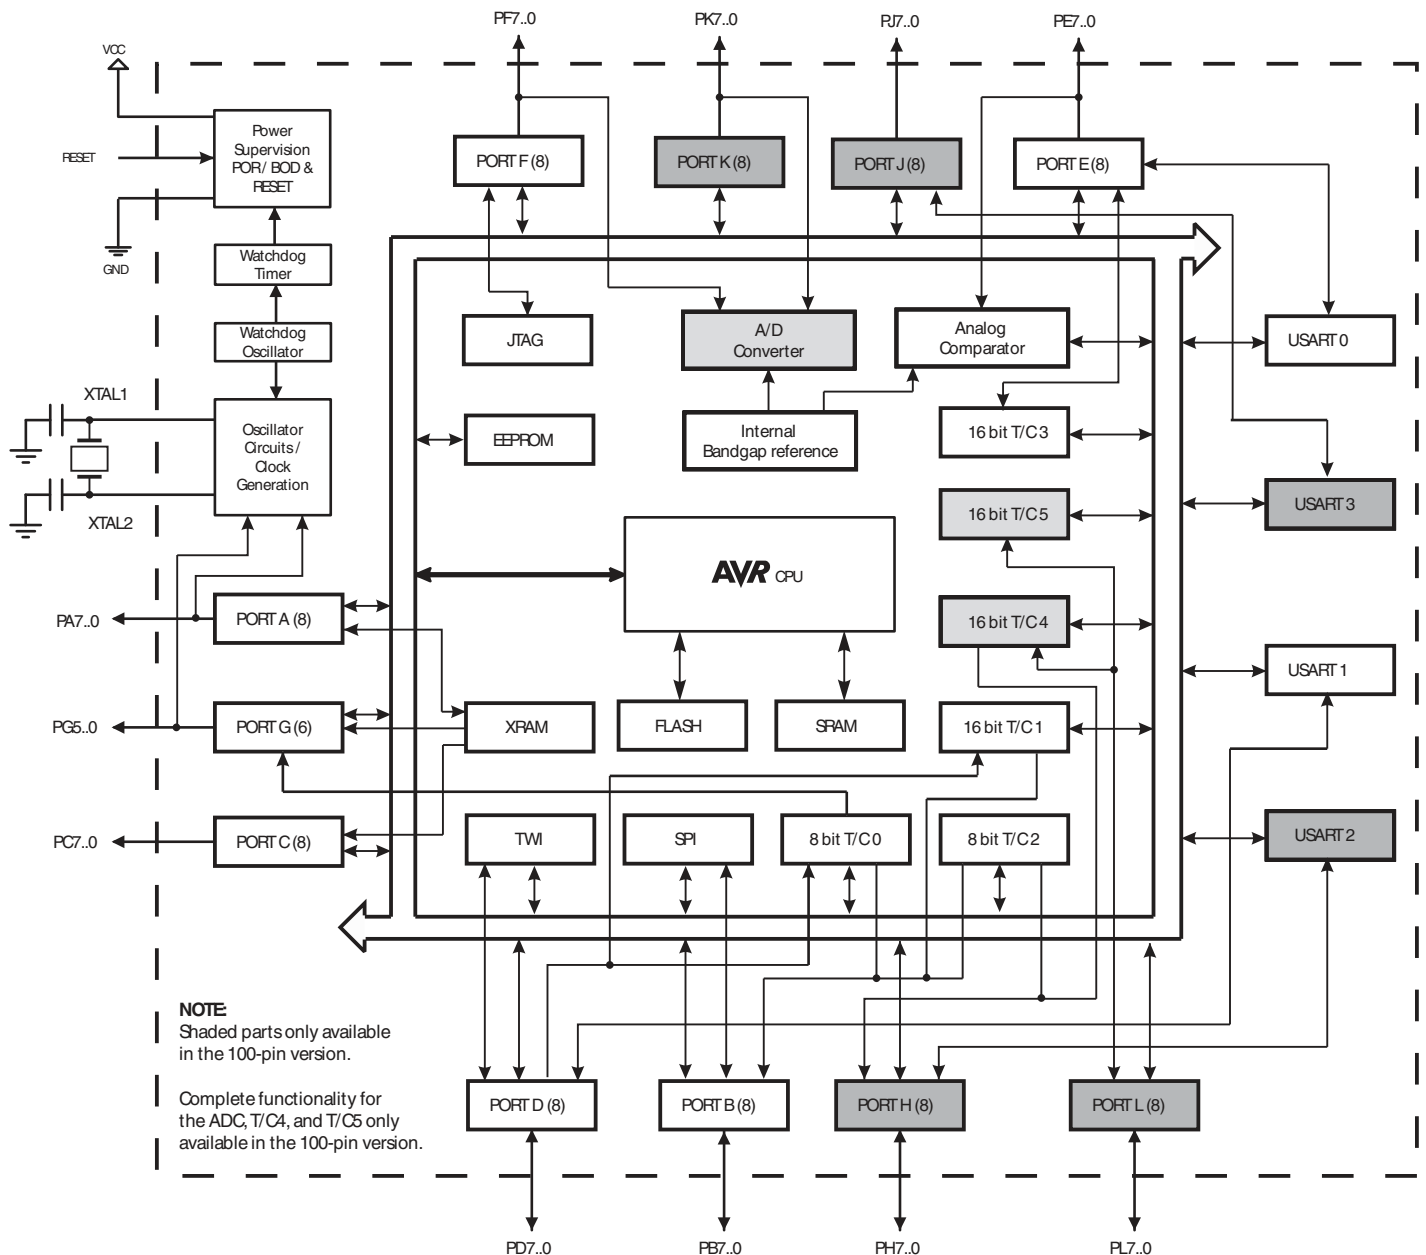 PF7..0
PK7..0
PJ7..0
PE7..0
VCC
RESET
GND
Power
Supervision
POR / BOD &
RESET
PORT F (8)
PORT K (8)
PORT J (8)
PORT E (8)
Watchdog
Timer
Watchdog
Oscillator
JTAG
A/D
Converter
Analog
Comparator
USART 0
XTAL1
Oscillator
Circuits /
Clock
Generation
XTAL2
EEPROM
Internal
Bandgap reference
16 bit T/C 3
16 bit T/C 5
USART 3
AVR CPU
PA7..0
PORT A (8)
16 bit T/C 4
USART 1
PG5..0
PORT G (6)
XRAM
FLASH
SRAM
16 bit T/C 1
PC7..0
PORT C (8)
TWI
SPI
8 bit T/C 0
8 bit T/C 2
USART 2
NOTE:
Shaded parts only available
in the 100-pin version.
Complete functionality for
the ADC, T/C4, and T/C5 only
available in the 100-pin version.
PORT D (8)
PORT B (8)
PORT H (8)
PORT L (8)
PD7..0
PB7..0
PH7..0
PL7..0